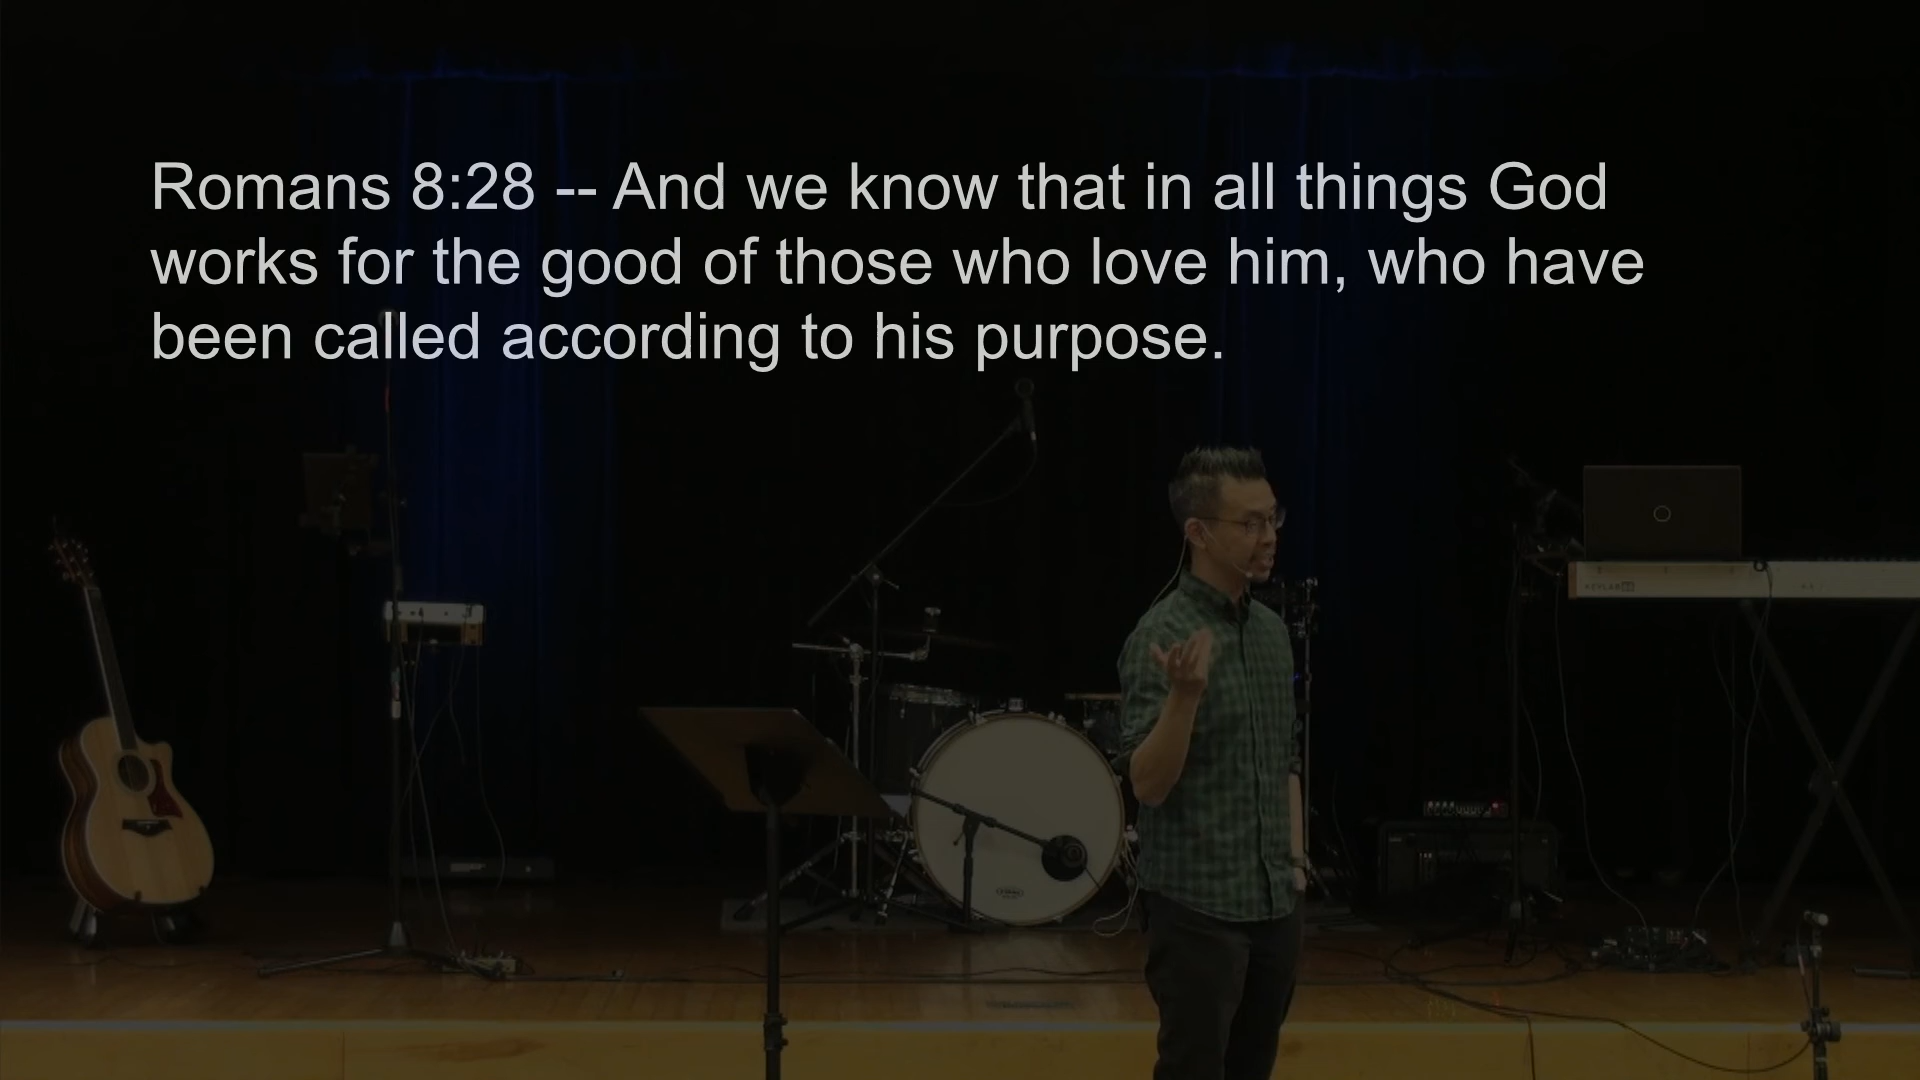 Romans 8:28 -- And we know that in all things God
works for the good of those who love him, who have
been called according to his purpose.
KEYLAB